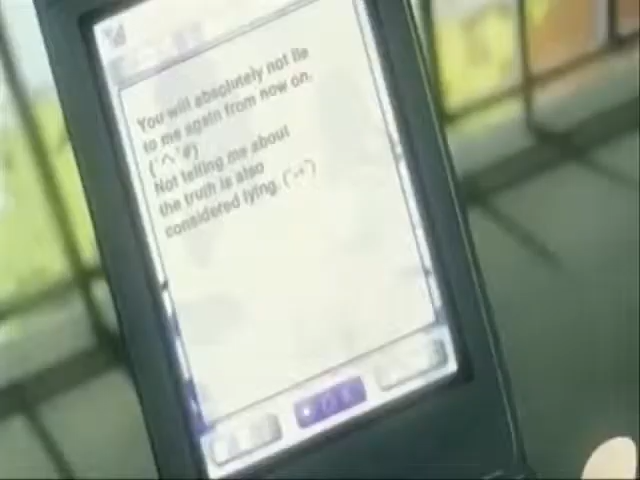 You will absolutely not lie
to me again from now on.
(`^´#)
Not telling me about
the truth is also
considered lying. (`-´)